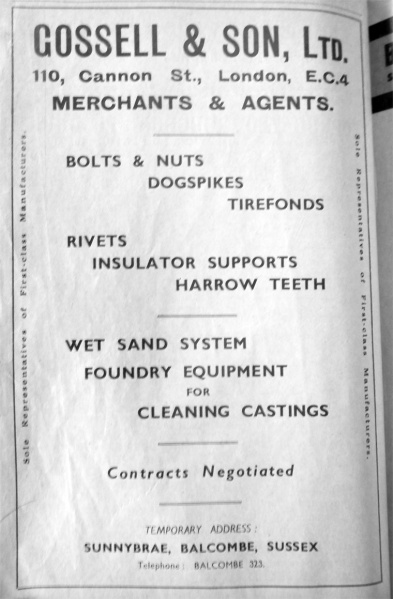 GOSSELL & SON, LTD.
110, Cannon St., London, E.C.4
MERCHANTS & AGENTS.
Sole Representatives of First-class Manufacturers.
BOLTS & NUTS
DOGSPIKES
TIREFONDS
RIVETS
INSULATOR SUPPORTS
HARROW TEETH
WET SAND SYSTEM
FOUNDRY EQUIPMENT
FOR
CLEANING CASTINGS
Contracts Negotiated
TEMPORARY ADDRESS:
SUNNYBRAE, BALCOMBE, SUSSEX
Telephone: BALCOMBE 323.
Sole Representatives of First-class Manufacturers.